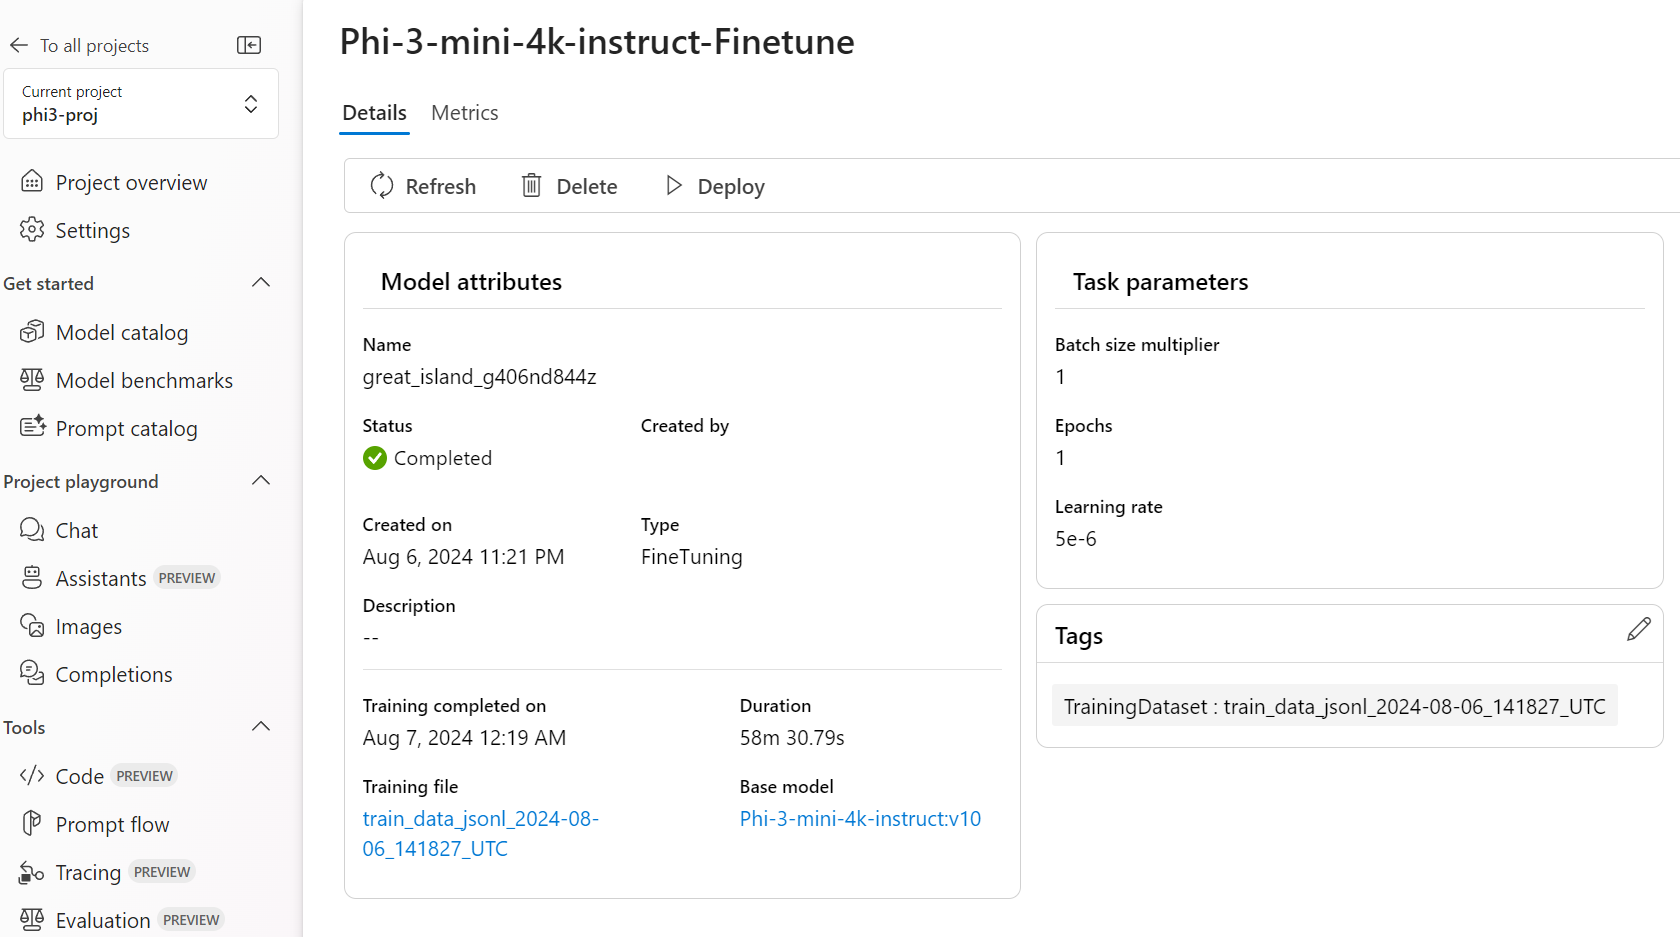 To all projects
Current project
phi3-proj
Project overview
Settings
Get started
Model catalog
Model benchmarks
Prompt catalog
Project playground
Chat
Assistants PREVIEW
Images
Completions
Tools
Code PREVIEW
Prompt flow
Tracing PREVIEW
Evaluation PREVIEW
Phi-3-mini-4k-instruct-Finetune
Details Metrics
Refresh Delete Deploy
Model attributes
Name
great_island_g406nd844z
Status Created by
Completed
Created on Type
Aug 6, 2024 11:21 PM FineTuning
Description
--
Training completed on Duration
Aug 7, 2024 12:19 AM 58m 30.79s
Training file Base model
train_data_jsonl_2024-08- Phi-3-mini-4k-instruct:v10
06_141827_UTC
Task parameters
Batch size multiplier
1
Epochs
1
Learning rate
5e-6
Tags
TrainingDataset : train_data_jsonl_2024-08-06_141827_UTC